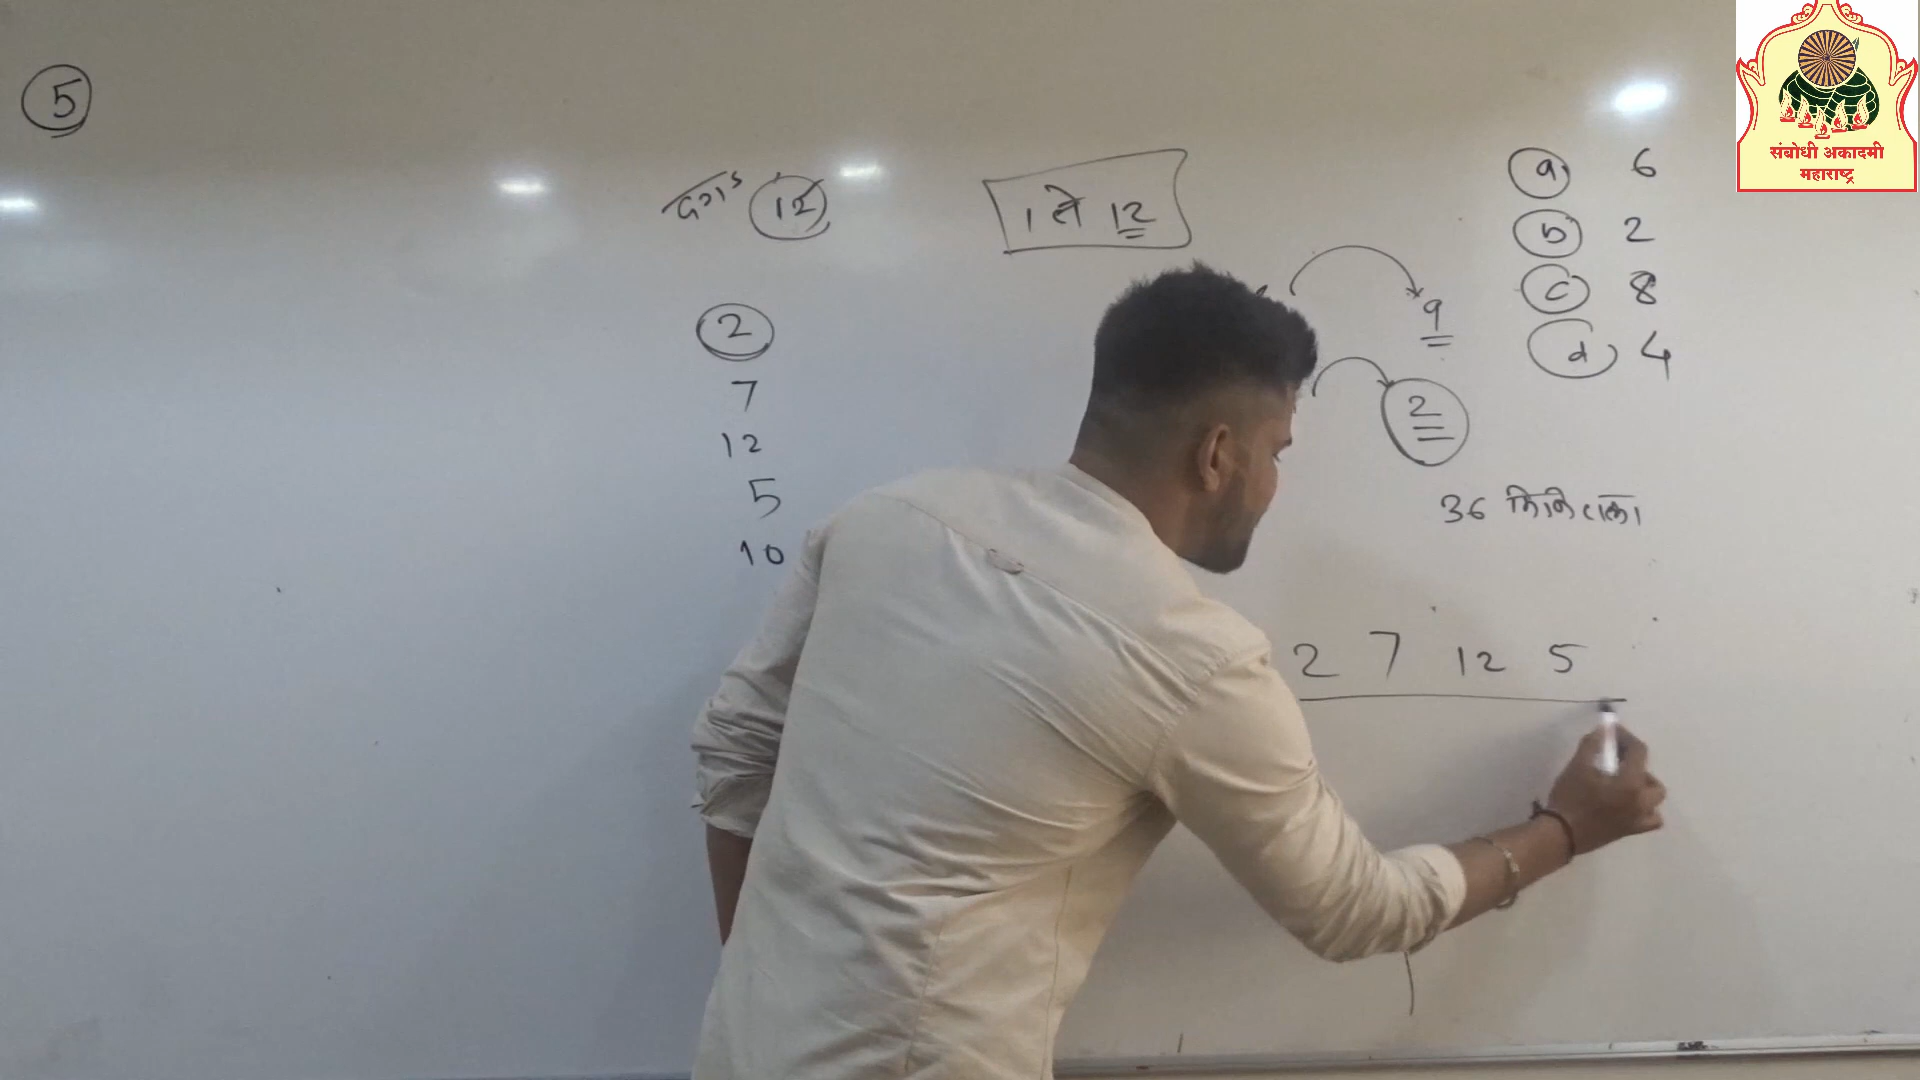 5
दगड 12
1 ते 12
a 6
b 2
c 8
d 4
2
7
12
5
10
9
2
36 मिनिटाला
2 7 12 5
संबोधी अकादमी
महाराष्ट्र